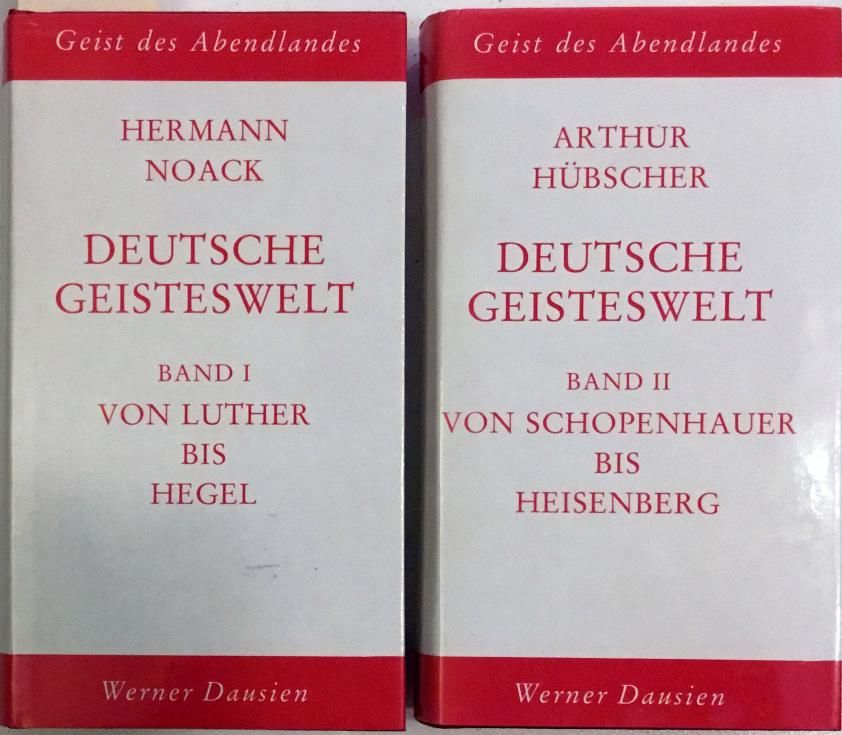 Geist des Abendlandes
HERMANN
NOACK
DEUTSCHE
GEISTESWELT
BAND I
VON LUTHER
BIS
HEGEL
Werner Dausien
Geist des Abendlandes
ARTHUR
HÜBSCHER
DEUTSCHE
GEISTESWELT
BAND II
VON SCHOPENHAUER
BIS
HEISENBERG
Werner Dausien